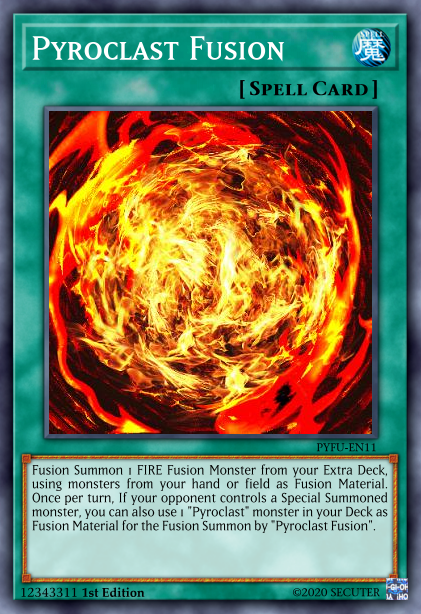 PYROCLAST FUSION
魔
[ SPELL CARD ]
PYFU-EN11
Fusion Summon 1 FIRE Fusion Monster from your Extra Deck,
using monsters from your hand or field as Fusion Material.
Once per turn, If your opponent controls a Special Summoned
monster, you can also use 1 "Pyroclast" monster in your Deck as
Fusion Material for the Fusion Summon by "Pyroclast Fusion".
12343311 1st Edition
©2020 SECUTER